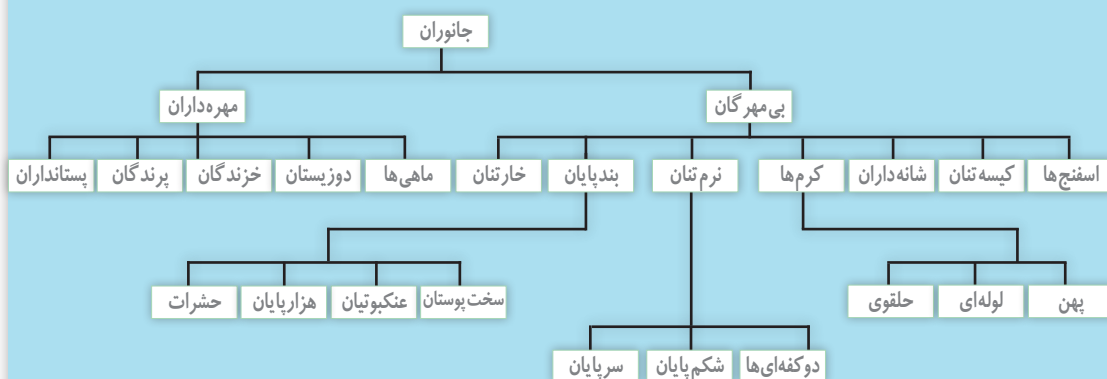 جانوران
بی‌مهرگان
مهره‌داران
اسفنج‌ها
کیسه‌تنان
شانه‌داران
کرم‌ها
نرم‌تنان
بندپایان
خارتنان
ماهی‌ها
دوزیستان
خزندگان
پرندگان
پستانداران
پهن
لوله‌ای
حلقوی
سخت‌پوستان
عنکبوتیان
هزارپایان
حشرات
دوکفه‌ای‌ها
شکم‌پایان
سرپایان